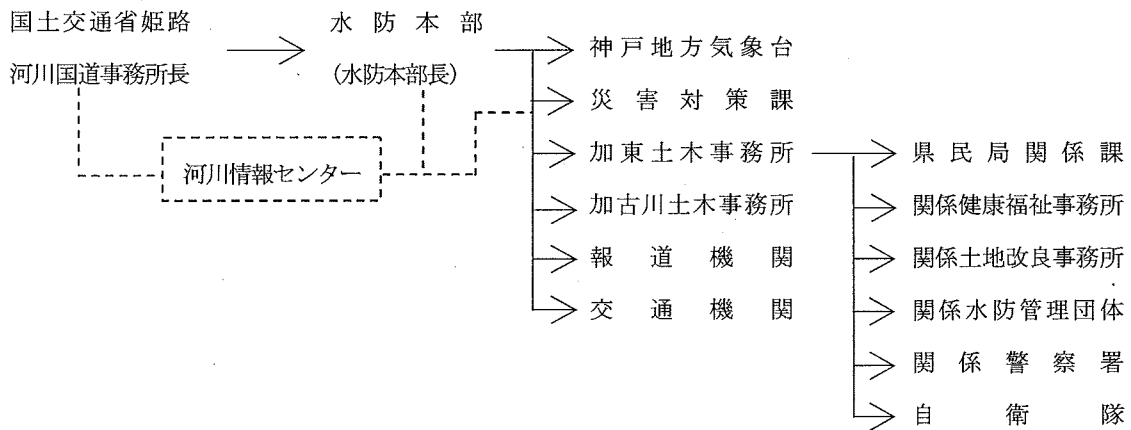 国土交通省姫路
河川国道事務所長
水防本部
(水防本部長)
河川情報センター
神戸地方気象台
災害対策課
加東土木事務所
加古川土木事務所
報道機関
交通機関
県民局関係課
関係健康福祉事務所
関係土地改良事務所
関係水防管理団体
関係警察署
自衛隊